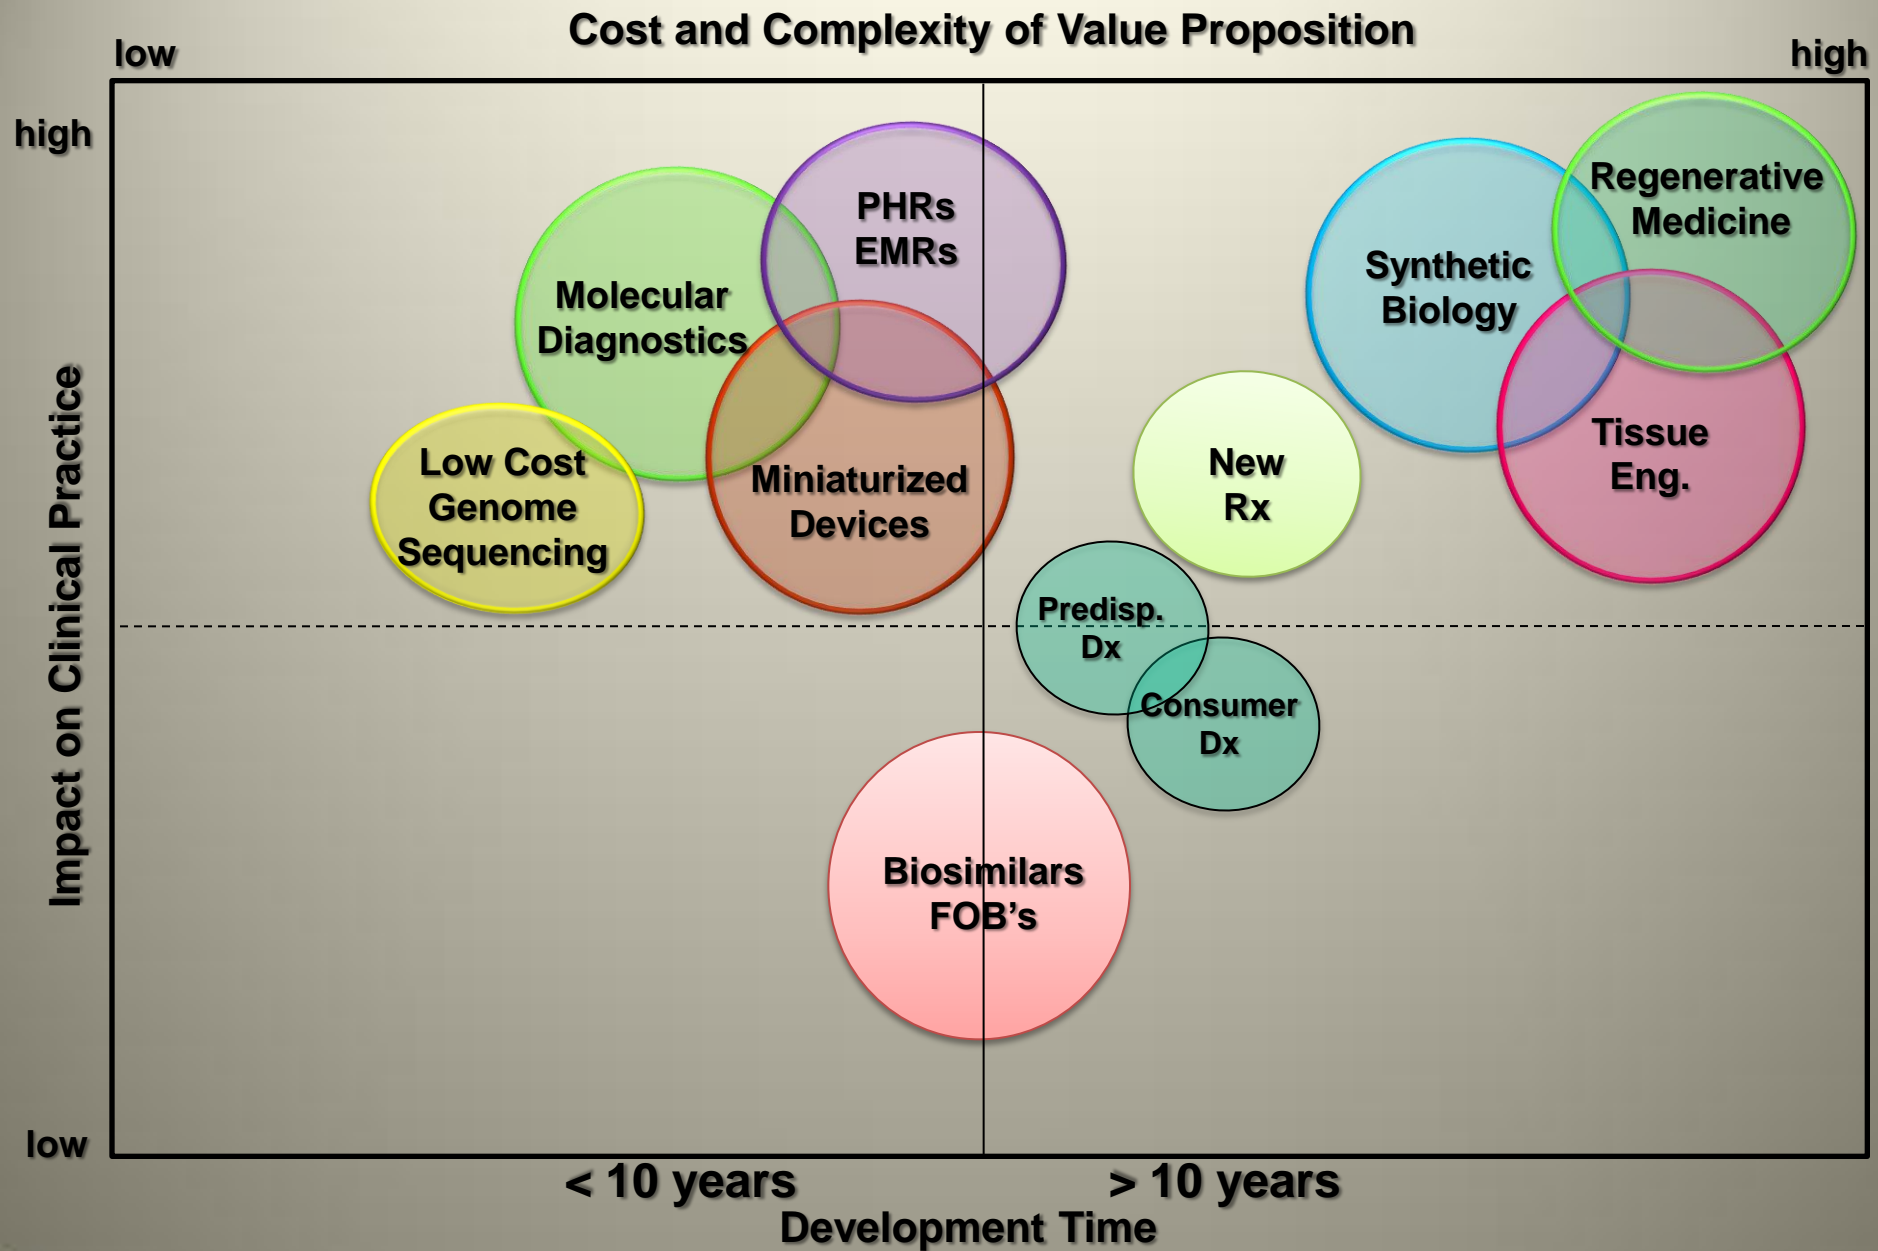 Cost and Complexity of Value Proposition
low
high
high
Regenerative
Medicine
PHRs
EMRs
Synthetic
Biology
Molecular
Diagnostics
Tissue
Eng.
Low Cost
Genome
Sequencing
Miniaturized
Devices
New
Rx
Predisp.
Dx
Consumer
Dx
Impact on Clinical Practice
Biosimilars
FOB’s
low
< 10 years
> 10 years
Development Time